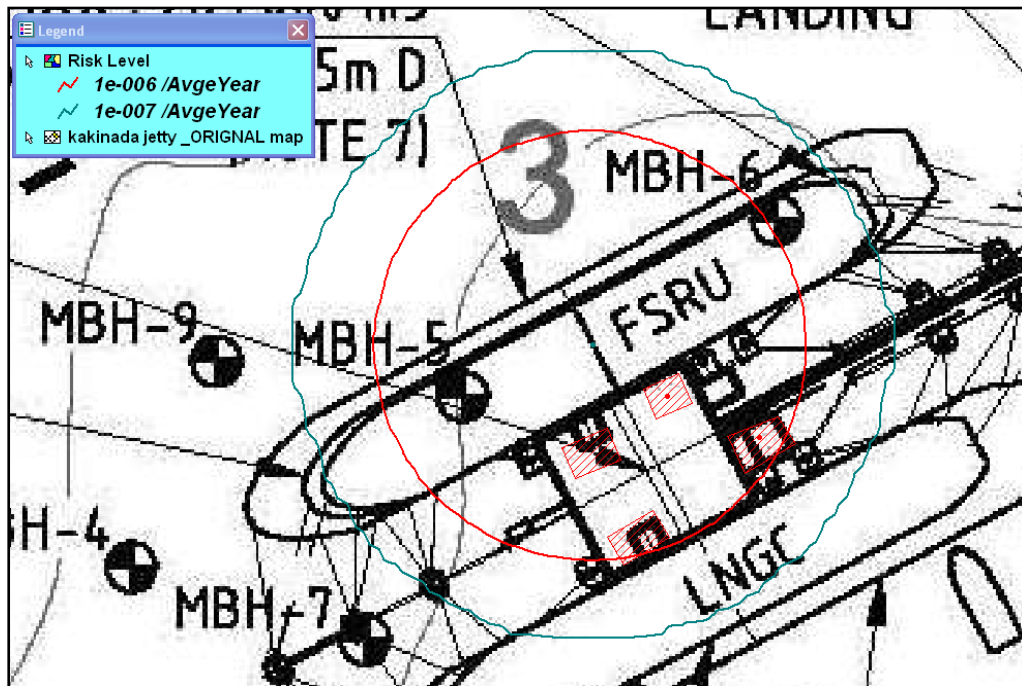 Legend
Risk Level
1e-006 /AvgeYear
1e-007 /AvgeYear
kakinada jetty _ORIGNAL map
LANDING
5m D
TE 7)
3
MBH-6
FSRU
MBH-9
MBH-5
H-4
MBH-7
LNGC